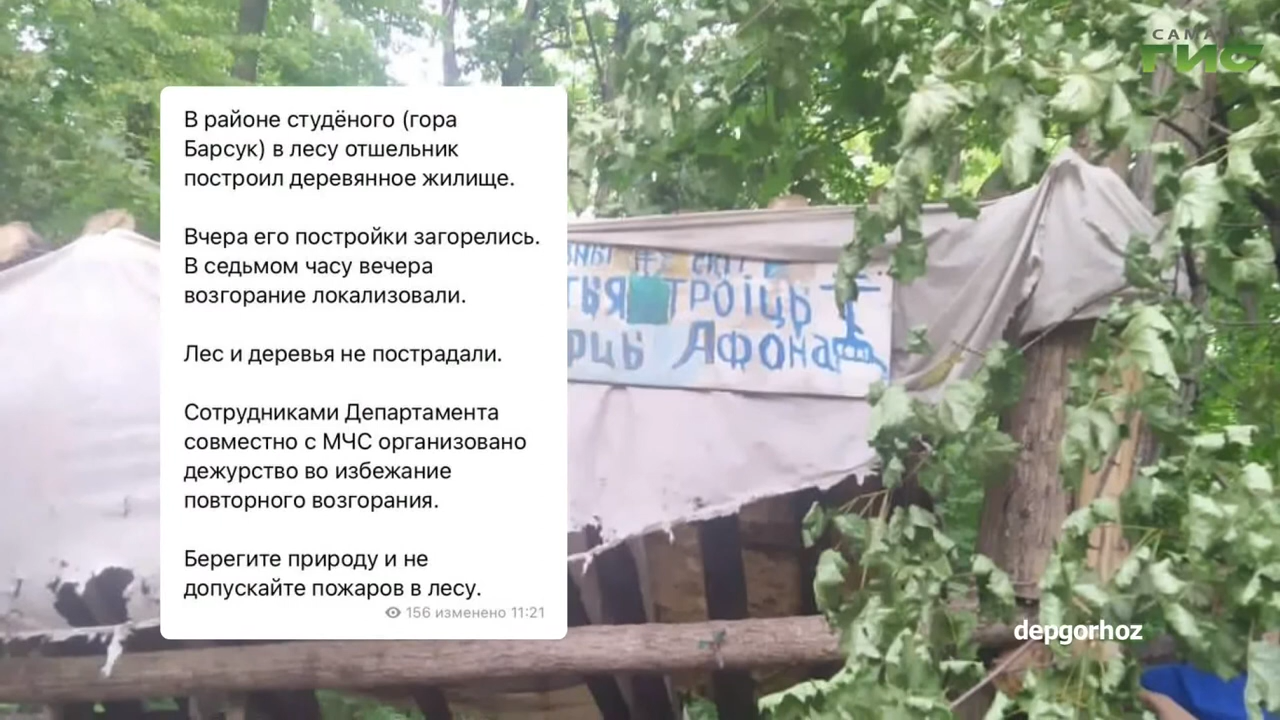 САМАРА
ГИС
В районе студёного (гора
Барсук) в лесу отшельник
построил деревянное жилище.
Вчера его постройки загорелись.
В седьмом часу вечера
возгорание локализовали.
Лес и деревья не пострадали.
Сотрудниками Департамента
совместно с МЧС организовано
дежурство во избежание
повторного возгорания.
Берегите природу и не
допускайте пожаров в лесу.
156 изменено 11:21
ТРОІЦЬ
Афона
depgorhoz